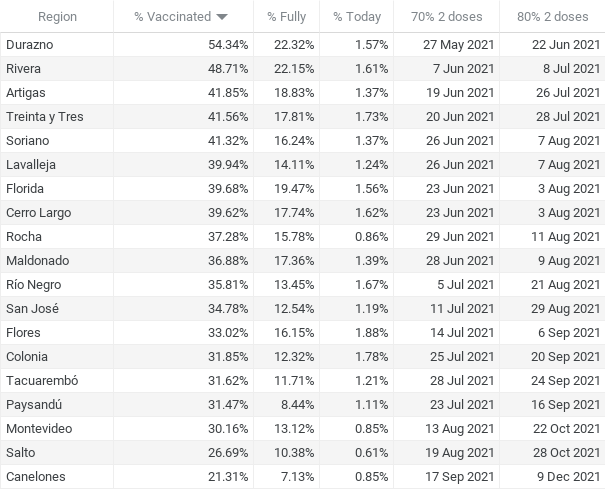 Region % Vaccinated % Fully % Today 70% 2 doses 80% 2 doses
Durazno 54.34% 22.32% 1.57% 27 May 2021 22 Jun 2021
Rivera 48.71% 22.15% 1.61% 7 Jun 2021 8 Jul 2021
Artigas 41.85% 18.83% 1.37% 19 Jun 2021 26 Jul 2021
Treinta y Tres 41.56% 17.81% 1.73% 20 Jun 2021 28 Jul 2021
Soriano 41.32% 16.24% 1.37% 26 Jun 2021 7 Aug 2021
Lavalleja 39.94% 14.11% 1.24% 26 Jun 2021 7 Aug 2021
Florida 39.68% 19.47% 1.56% 23 Jun 2021 3 Aug 2021
Cerro Largo 39.62% 17.74% 1.62% 23 Jun 2021 3 Aug 2021
Rocha 37.28% 15.78% 0.86% 29 Jun 2021 11 Aug 2021
Maldonado 36.88% 17.36% 1.39% 28 Jun 2021 9 Aug 2021
Río Negro 35.81% 13.45% 1.67% 5 Jul 2021 21 Aug 2021
San José 34.78% 12.54% 1.19% 11 Jul 2021 29 Aug 2021
Flores 33.02% 16.15% 1.88% 14 Jul 2021 6 Sep 2021
Colonia 31.85% 12.32% 1.78% 25 Jul 2021 20 Sep 2021
Tacuarembó 31.62% 11.71% 1.21% 28 Jul 2021 24 Sep 2021
Paysandú 31.47% 8.44% 1.11% 23 Jul 2021 16 Sep 2021
Montevideo 30.16% 13.12% 0.85% 13 Aug 2021 22 Oct 2021
Salto 26.69% 10.38% 0.61% 19 Aug 2021 28 Oct 2021
Canelones 21.31% 7.13% 0.85% 17 Sep 2021 9 Dec 2021